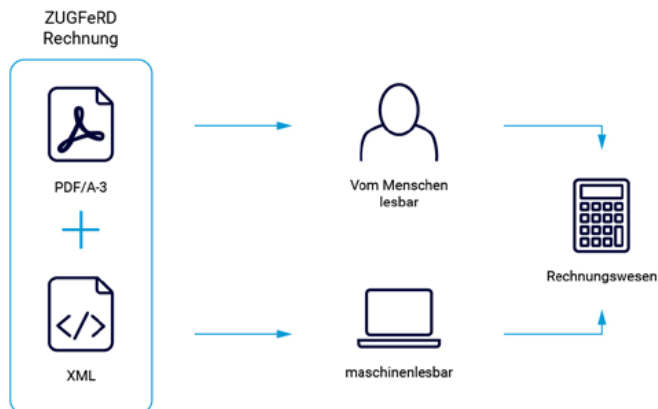 ZUGFeRD
Rechnung
PDF/A-3
Vom Menschen
lesbar
Rechnungswesen
</>
XML
maschinenlesbar